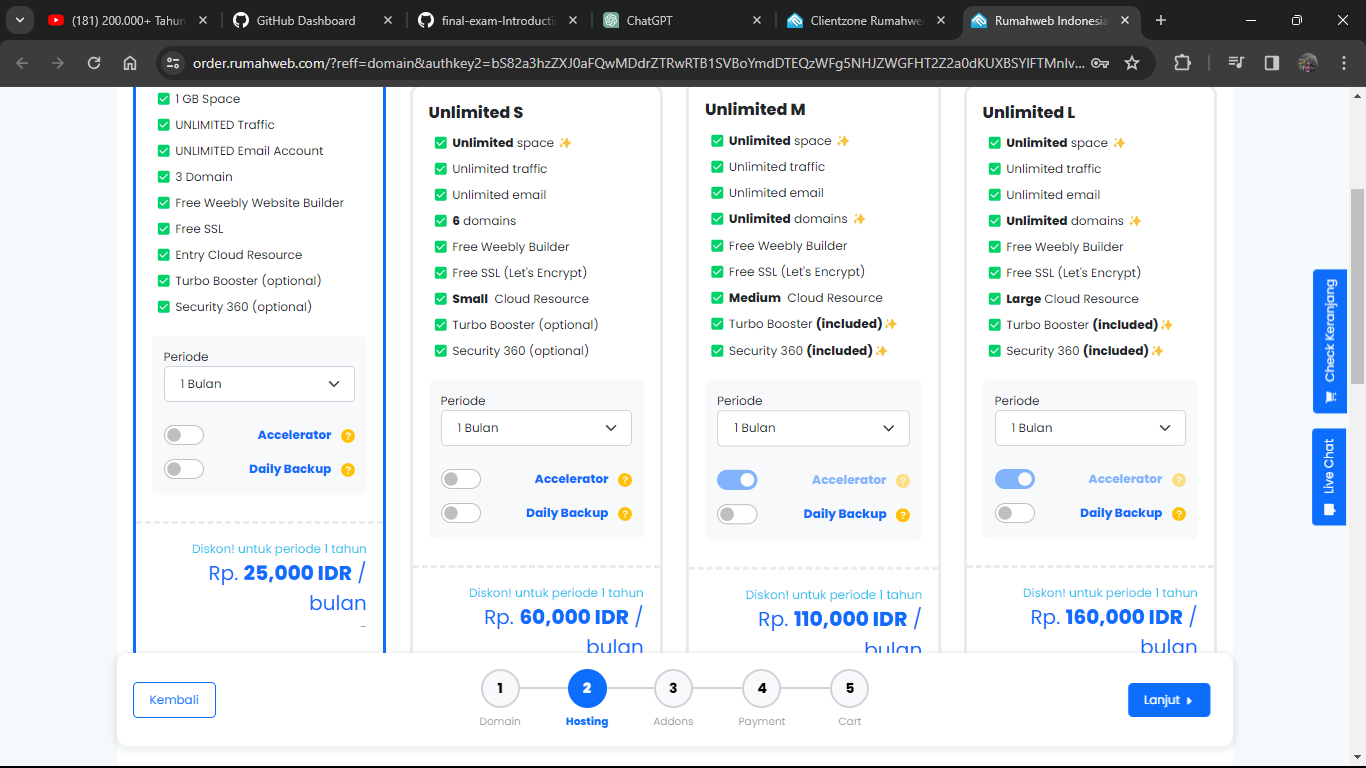 (181) 200.000+ Tahun
GitHub Dashboard
final-exam-Introducti
ChatGPT
Clientzone Rumahwe
Rumahweb Indonesia
order.rumahweb.com/?reff=domain&authkey2=bS82a3hzZXJ0aFQwMDdrZTRwRTB1SVBoYmdDTEQzWFg5NHJZWGFHT2Z2a0dKUXBSYlFTMnlv...
1 GB Space
UNLIMITED Traffic
UNLIMITED Email Account
3 Domain
Free Weebly Website Builder
Free SSL
Entry Cloud Resource
Turbo Booster (optional)
Security 360 (optional)
Periode
1 Bulan
Accelerator ?
Daily Backup ?
Diskon! untuk periode 1 tahun
Rp. 25,000 IDR /
bulan
-
Unlimited S
Unlimited space ✨
Unlimited traffic
Unlimited email
6 domains
Free Weebly Builder
Free SSL (Let's Encrypt)
Small Cloud Resource
Turbo Booster (optional)
Security 360 (optional)
Periode
1 Bulan
Accelerator ?
Daily Backup ?
Diskon! untuk periode 1 tahun
Rp. 60,000 IDR /
bulan
Unlimited M
Unlimited space ✨
Unlimited traffic
Unlimited email
Unlimited domains ✨
Free Weebly Builder
Free SSL (Let's Encrypt)
Medium Cloud Resource
Turbo Booster (included) ✨
Security 360 (included) ✨
Periode
1 Bulan
Accelerator ?
Daily Backup ?
Diskon! untuk periode 1 tahun
Rp. 110,000 IDR /
bulan
Unlimited L
Unlimited space ✨
Unlimited traffic
Unlimited email
Unlimited domains ✨
Free Weebly Builder
Free SSL (Let's Encrypt)
Large Cloud Resource
Turbo Booster (included) ✨
Security 360 (included) ✨
Periode
1 Bulan
Accelerator ?
Daily Backup ?
Diskon! untuk periode 1 tahun
Rp. 160,000 IDR /
bulan
Check Keranjang
Live Chat
Kembali
1
Domain
2
Hosting
3
Addons
4
Payment
5
Cart
Lanjut